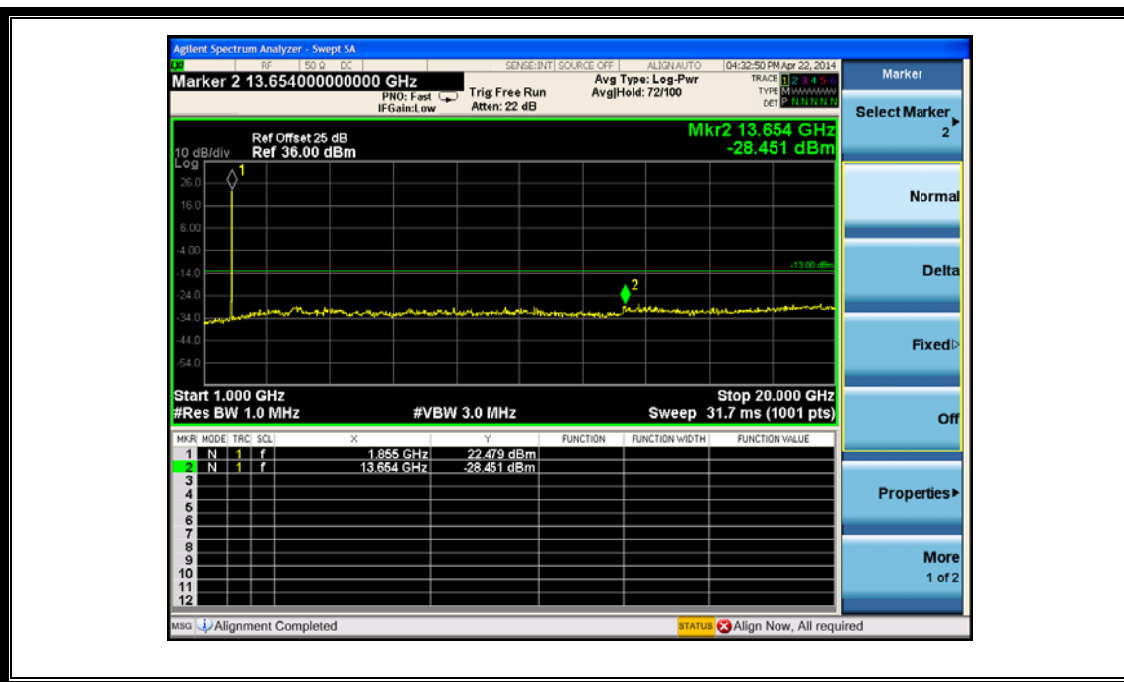 Agilent Spectrum Analyzer - Swept SA
RF 50 Ω DC SENSE:INT SOURCE OFF ALIGN AUTO 04:32:50 PM Apr 22, 2014
Marker 2 13.654000000000 GHz
PNO: Fast
IFGain:Low
Trig: Free Run
Atten: 22 dB
Avg Type: Log-Pwr
Avg|Hold: 72/100
TRACE 1 2 3 4 5 6
TYPE MWWWWW
DET P N N N N N
Ref Offset 25 dB
Ref 36.00 dBm
10 dB/div
Log
Mkr2 13.654 GHz
-28.451 dBm
1
26.0
16.0
6.00
-4.00
-13.00 dBm
-14.0
2
-24.0
-34.0
-44.0
-54.0
Start 1.000 GHz Stop 20.000 GHz
#Res BW 1.0 MHz #VBW 3.0 MHz Sweep 31.7 ms (1001 pts)
MKR MODE TRC SCL X Y FUNCTION FUNCTION WIDTH FUNCTION VALUE
1 N 1 f 1.855 GHz 22.479 dBm
2 N 1 f 13.654 GHz -28.451 dBm
3
4
5
6
7
8
9
10
11
12
MSG Alignment Completed STATUS Align Now, All required
Marker
Select Marker
2
Normal
Delta
Fixed
Off
Properties
More
1 of 2